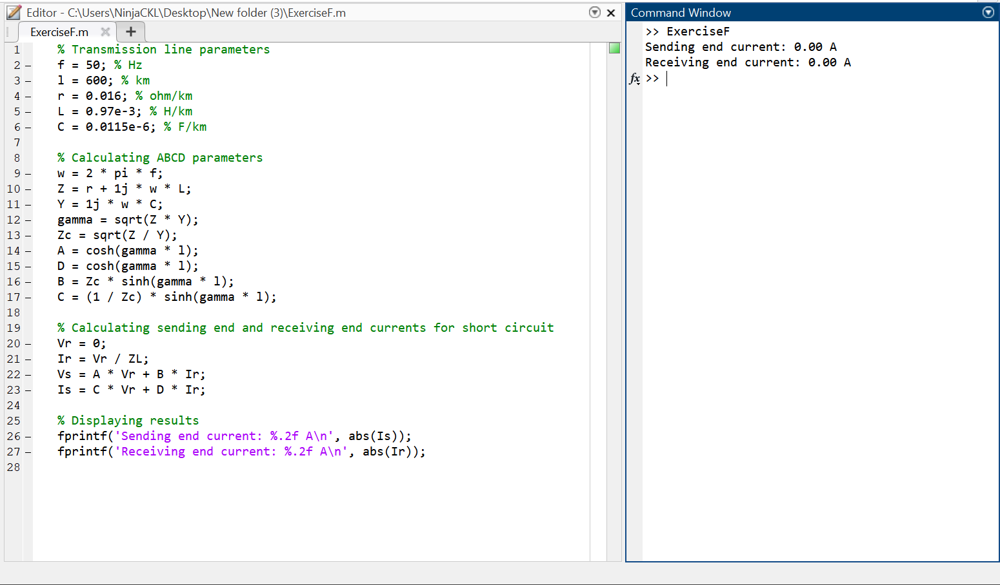 Editor - C:\Users\NinjaCKL\Desktop\New folder (3)\ExerciseF.m
ExerciseF.m
+
1 % Transmission line parameters
2 – f = 50; % Hz
3 – l = 600; % km
4 – r = 0.016; % ohm/km
5 – L = 0.97e-3; % H/km
6 – C = 0.0115e-6; % F/km
7
8 % Calculating ABCD parameters
9 – w = 2 * pi * f;
10 – Z = r + 1j * w * L;
11 – Y = 1j * w * C;
12 – gamma = sqrt(Z * Y);
13 – Zc = sqrt(Z / Y);
14 – A = cosh(gamma * l);
15 – D = cosh(gamma * l);
16 – B = Zc * sinh(gamma * l);
17 – C = (1 / Zc) * sinh(gamma * l);
18
19 % Calculating sending end and receiving end currents for short circuit
20 – Vr = 0;
21 – Ir = Vr / ZL;
22 – Vs = A * Vr + B * Ir;
23 – Is = C * Vr + D * Ir;
24
25 % Displaying results
26 – fprintf('Sending end current: %.2f A\n', abs(Is));
27 – fprintf('Receiving end current: %.2f A\n', abs(Ir));
28
Command Window
>> ExerciseF
Sending end current: 0.00 A
Receiving end current: 0.00 A
fx >>